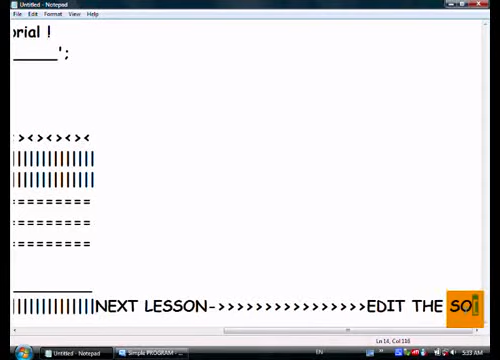 Untitled - Notepad
File Edit Format View Help
orial !
______';
><><><><
||||||||||||||
||||||||||||||
=========
=========
=========
___________
||||||||||||||NEXT LESSON->>>>>>>>>>>>>>>>>EDIT THE SO
Ln 14, Col 118
Untitled - Notepad
Simple PROGRAM - ...
EN
5:33 AM